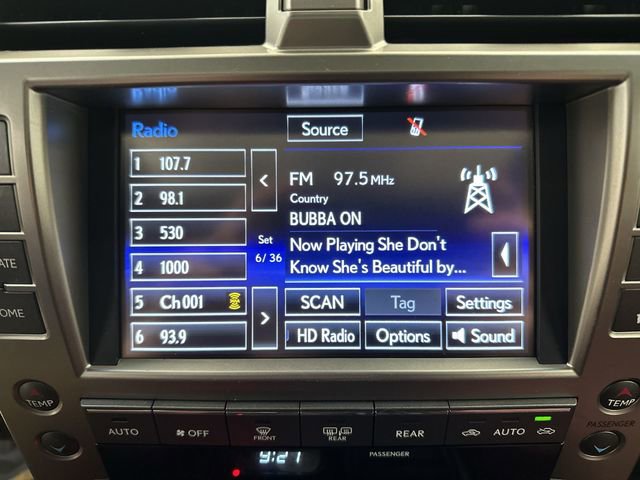 Radio
Source
1 107.7
2 98.1
3 530
4 1000
5 Ch 001
6 93.9
<
Set
6/36
>
FM 97.5 MHz
Country
BUBBA ON
Now Playing She Don't
Know She's Beautiful by...
SCAN Tag Settings
HD Radio Options Sound
OME
TEMP
TEMP
PASSENGER
AUTO OFF FRONT REAR REAR AUTO
9:27
PASSENGER